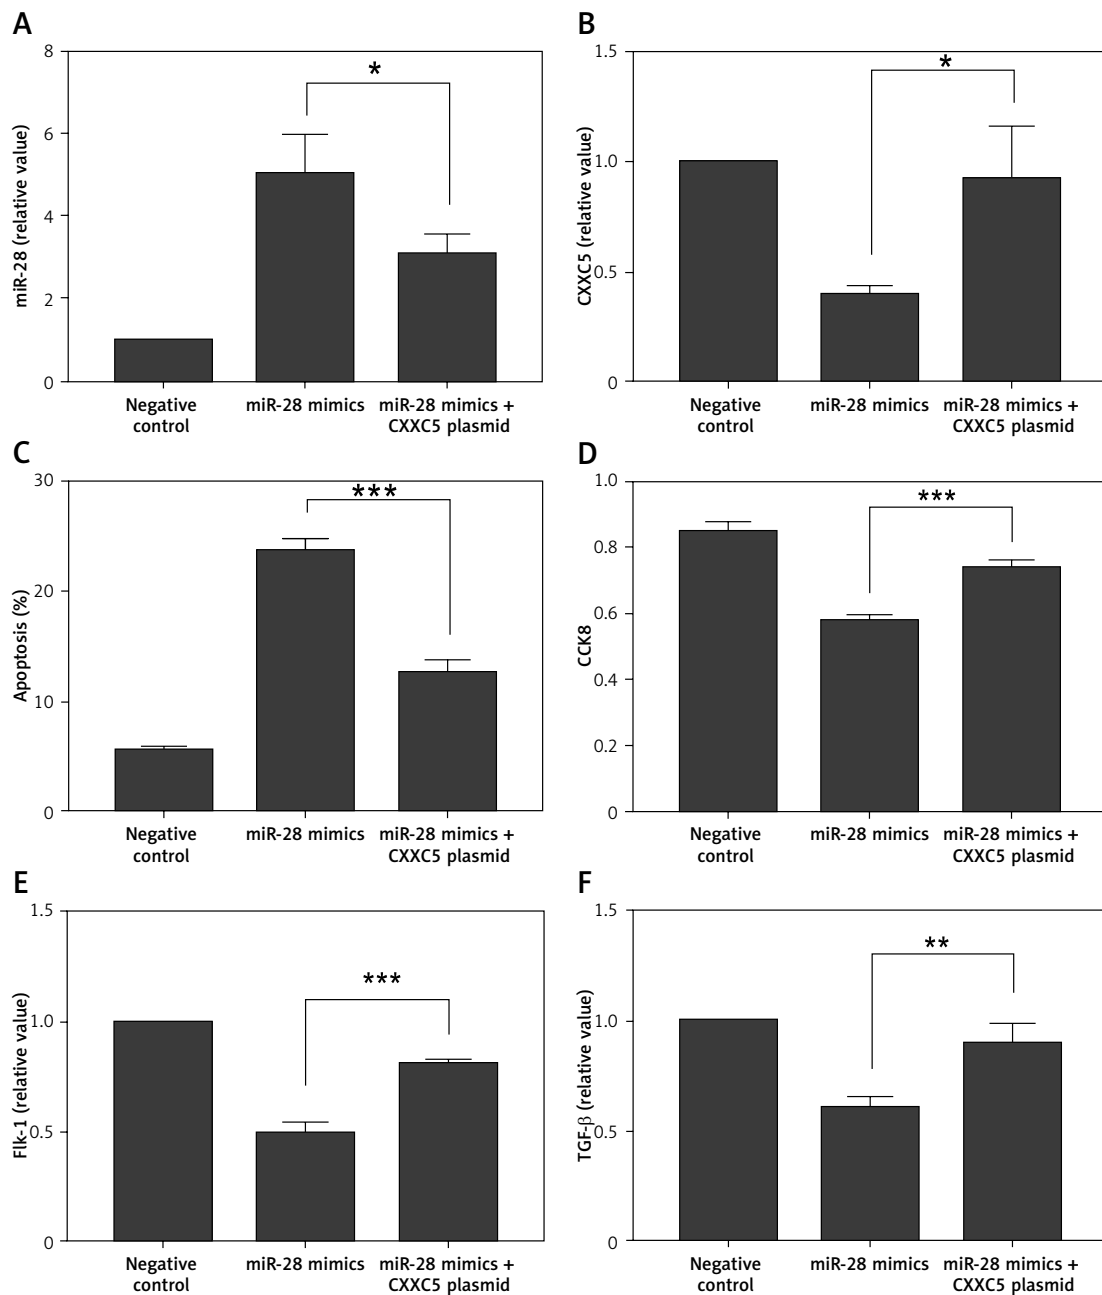 A
miR-28 (relative value)
8
6
4
2
0
*
Negative
control
miR-28 mimics
miR-28 mimics +
CXXC5 plasmid
B
CXXC5 (relative value)
1.5
1.0
0.5
0
*
Negative
control
miR-28 mimics
miR-28 mimics +
CXXC5 plasmid
C
Apoptosis (%)
30
20
10
0
***
Negative
control
miR-28 mimics
miR-28 mimics +
CXXC5 plasmid
D
CCK8
1.0
0.8
0.6
0.4
0.2
0
***
Negative
control
miR-28 mimics
miR-28 mimics +
CXXC5 plasmid
E
Flk-1 (relative value)
1.5
1.0
0.5
0
***
Negative
control
miR-28 mimics
miR-28 mimics +
CXXC5 plasmid
F
TGF-β (relative value)
1.5
1.0
0.5
0
**
Negative
control
miR-28 mimics
miR-28 mimics +
CXXC5 plasmid